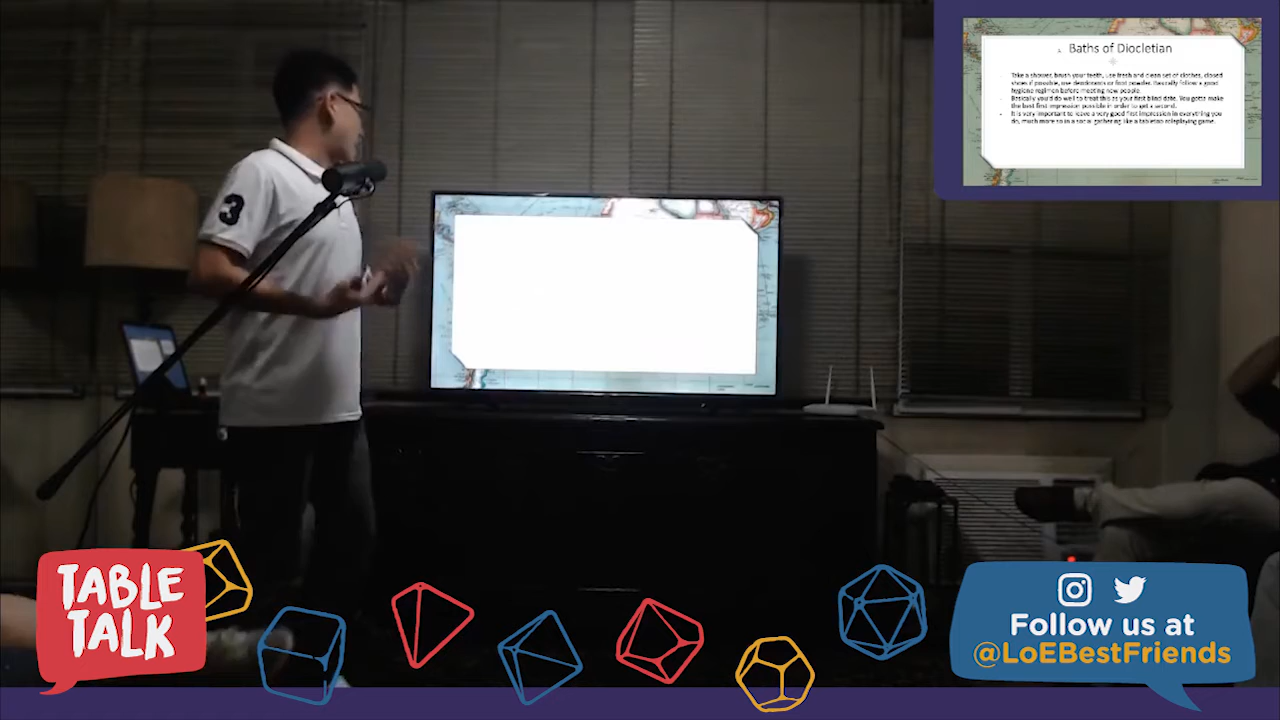 Baths of Diocletian
Take a shower, brush your teeth, use fresh and clean set of clothes, closed
shoes if possible, use deodorants or foot powder. Basically follow a good
hygiene regimen before meeting new people.
Basically you'd do well to treat this as your first blind date. You gotta make
the best first impression possible in order to get a second.
It is very important to leave a very good first impression in everything you
do, much more so in a social gathering like a tabletop roleplaying game.
3
TABLE
TALK
Follow us at
@LoEBestFriends